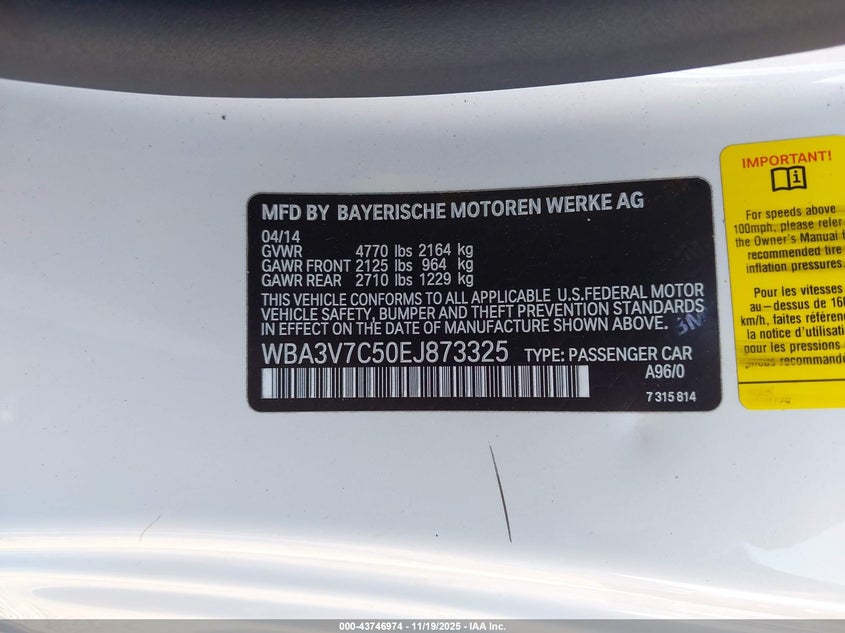 MFD BY BAYERISCHE MOTOREN WERKE AG
04/14
GVWR 4770 lbs 2164 kg
GAWR FRONT 2125 lbs 964 kg
GAWR REAR 2710 lbs 1229 kg
THIS VEHICLE CONFORMS TO ALL APPLICABLE U.S.FEDERAL MOTOR
VEHICLE SAFETY, BUMPER AND THEFT PREVENTION STANDARDS
IN EFFECT ON THE DATE OF MANUFACTURE SHOWN ABOVE.
3M
WBA3V7C50EJ873325 TYPE: PASSENGER CAR
A96/0
7 315 814
IMPORTANT!
For speeds above
100mph, please refer
the Owner's Manual
recommended tire
inflation pressures.
Pour les vitesses
au-dessus de 160
km/h, faites
la notice
pour les pressions
recommandé
000-43746974 - 11/19/2025 - IAA Inc.